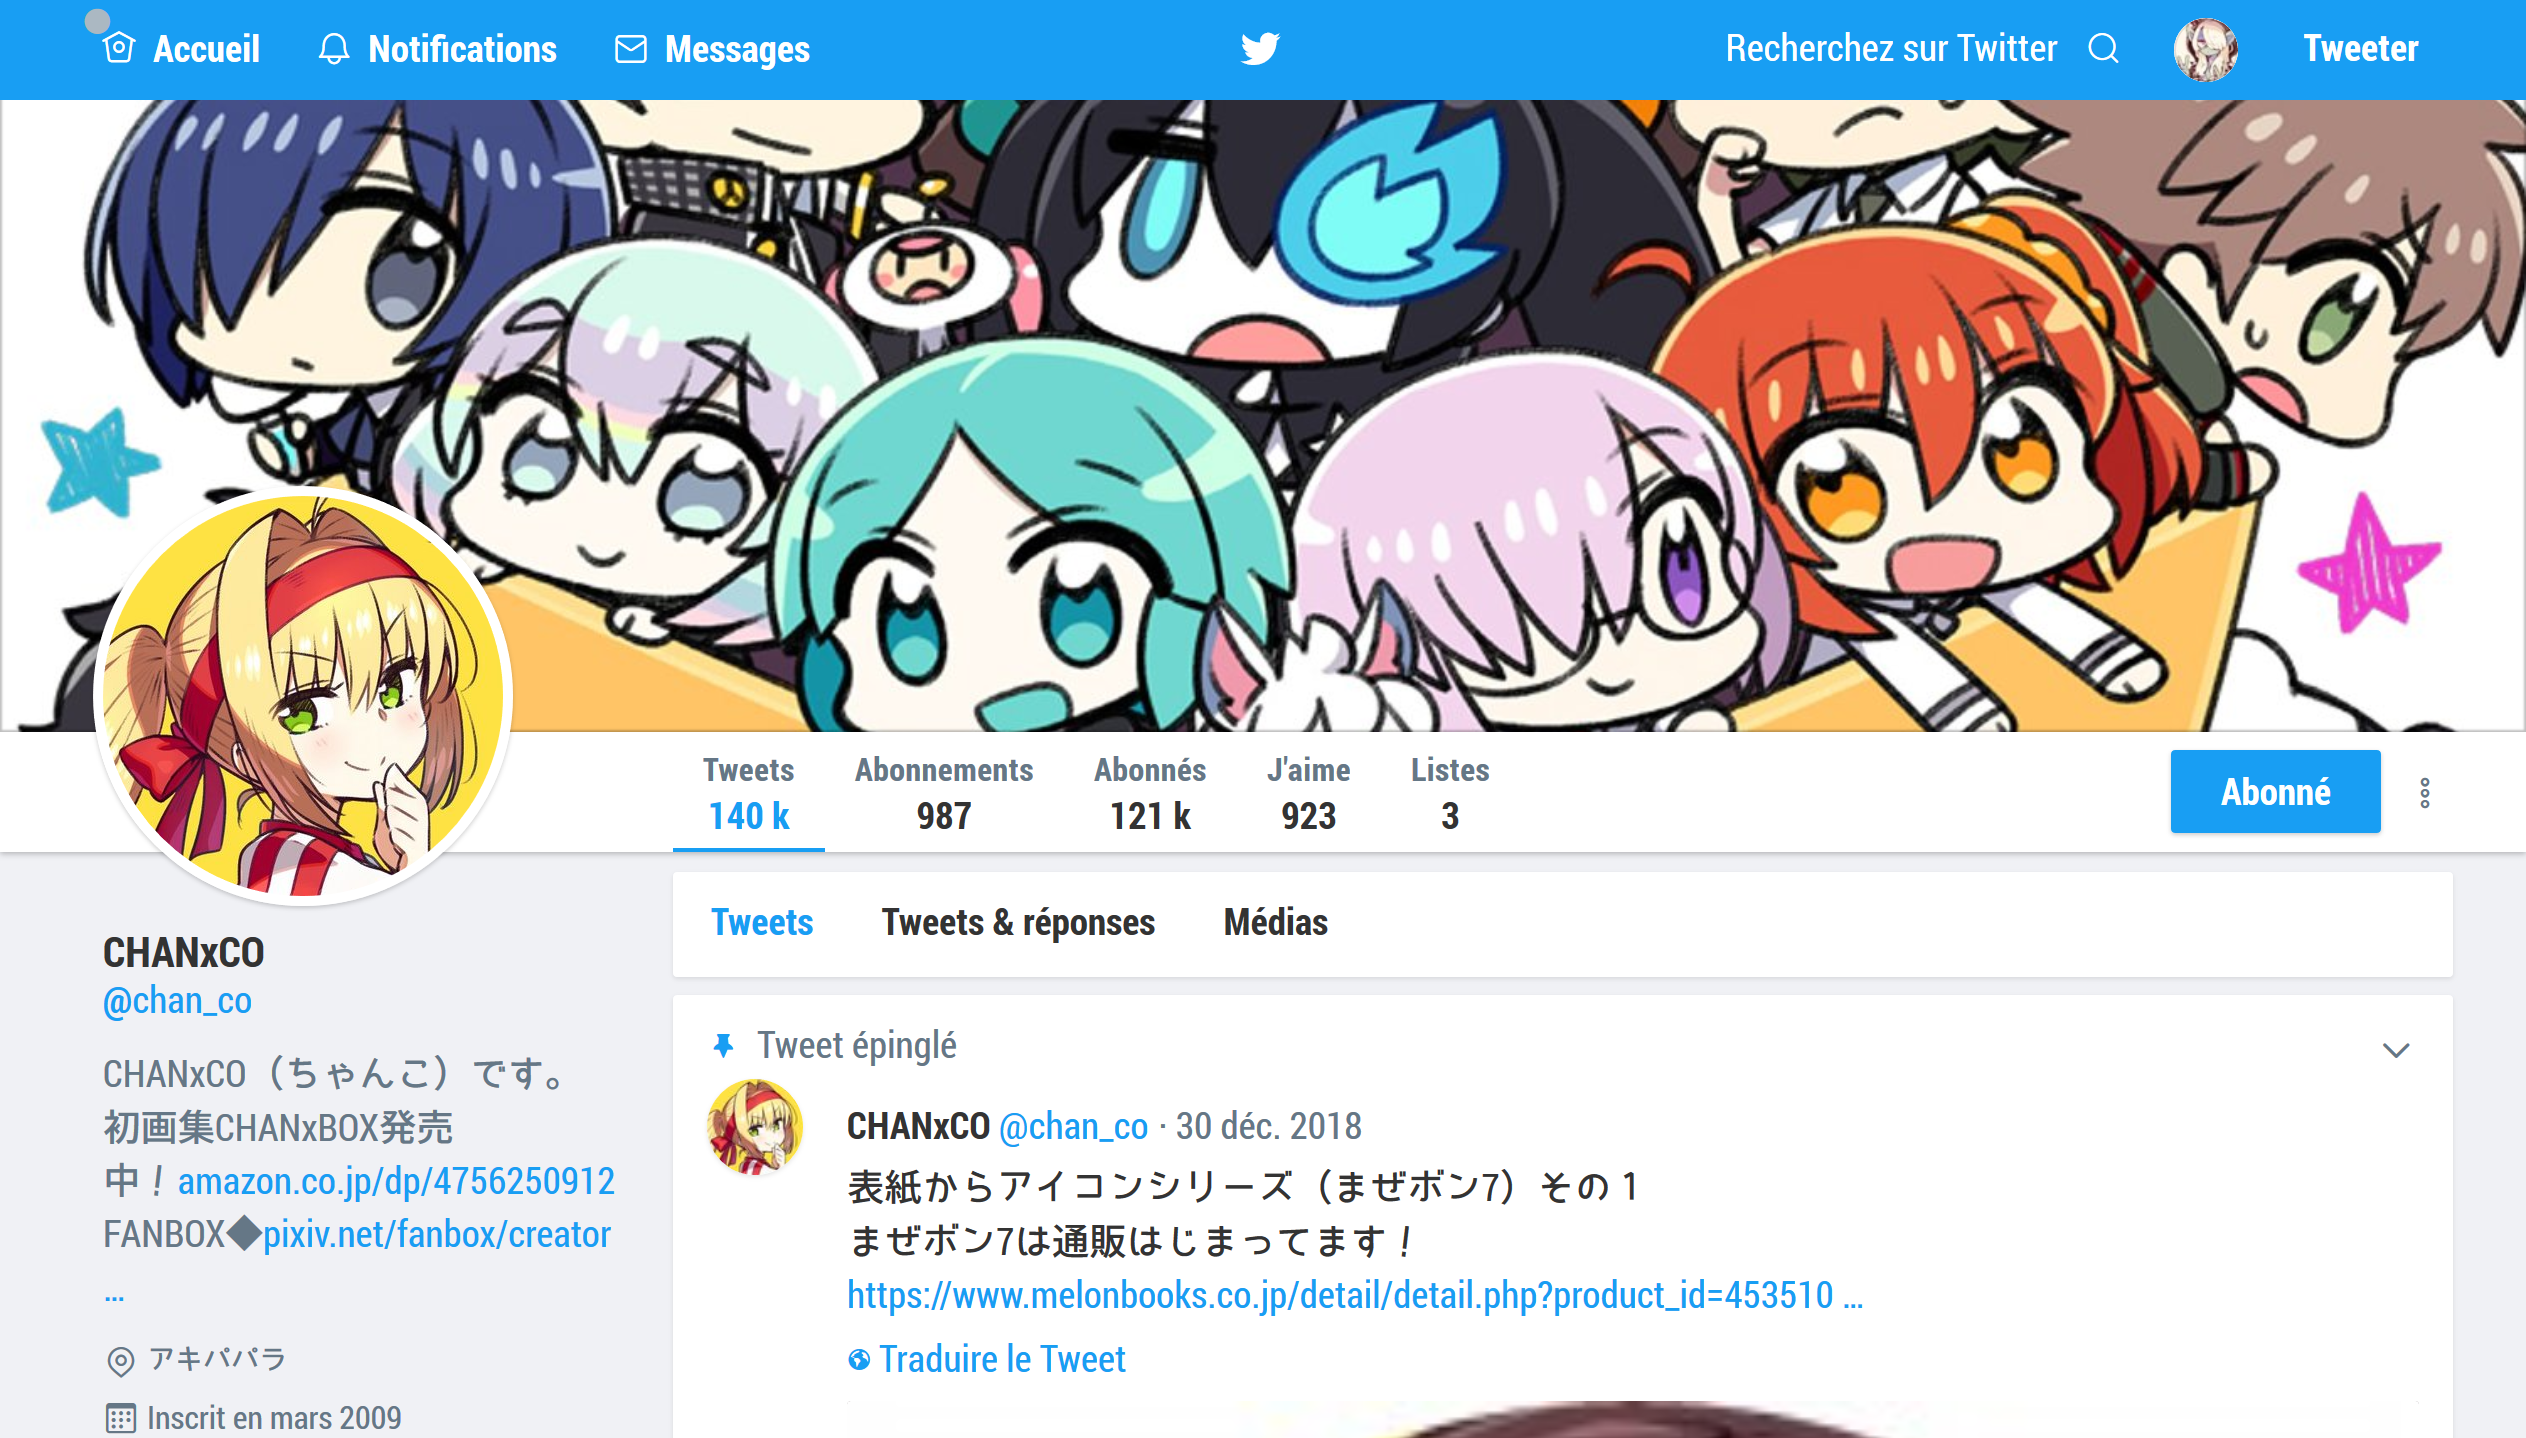 Accueil
Notifications
Messages
Recherchez sur Twitter
Tweeter
Tweets
140 k
Abonnements
987
Abonnés
121 k
J'aime
923
Listes
3
Abonné
CHANxCO
@chan_co
CHANxCO（ちゃんこ）です。
初画集CHANxBOX発売
中！amazon.co.jp/dp/4756250912
FANBOX◆pixiv.net/fanbox/creator
...
アキパパラ
Inscrit en mars 2009
Tweets
Tweets & réponses
Médias
Tweet épinglé
CHANxCO @chan_co · 30 déc. 2018
表紙からアイコンシリーズ（まぜボン7）その１
まぜボン7は通販はじまってます！
https://www.melonbooks.co.jp/detail/detail.php?product_id=453510 ...
Traduire le Tweet